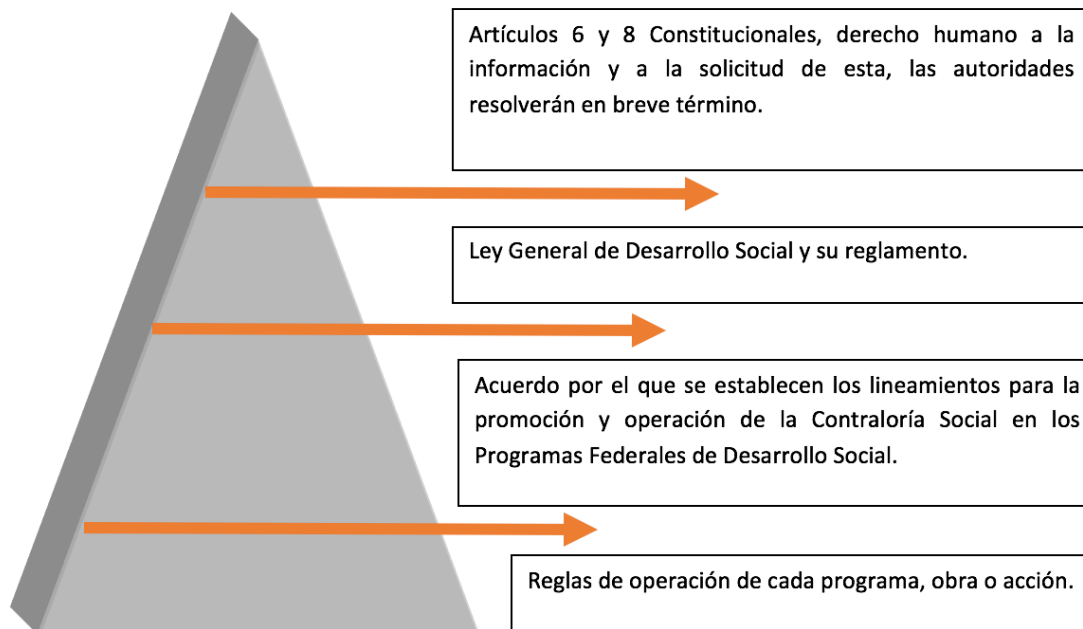 Artículos 6 y 8 Constitucionales, derecho humano a la
información y a la solicitud de esta, las autoridades
resolverán en breve término.
Ley General de Desarrollo Social y su reglamento.
Acuerdo por el que se establecen los lineamientos para la
promoción y operación de la Contraloría Social en los
Programas Federales de Desarrollo Social.
Reglas de operación de cada programa, obra o acción.